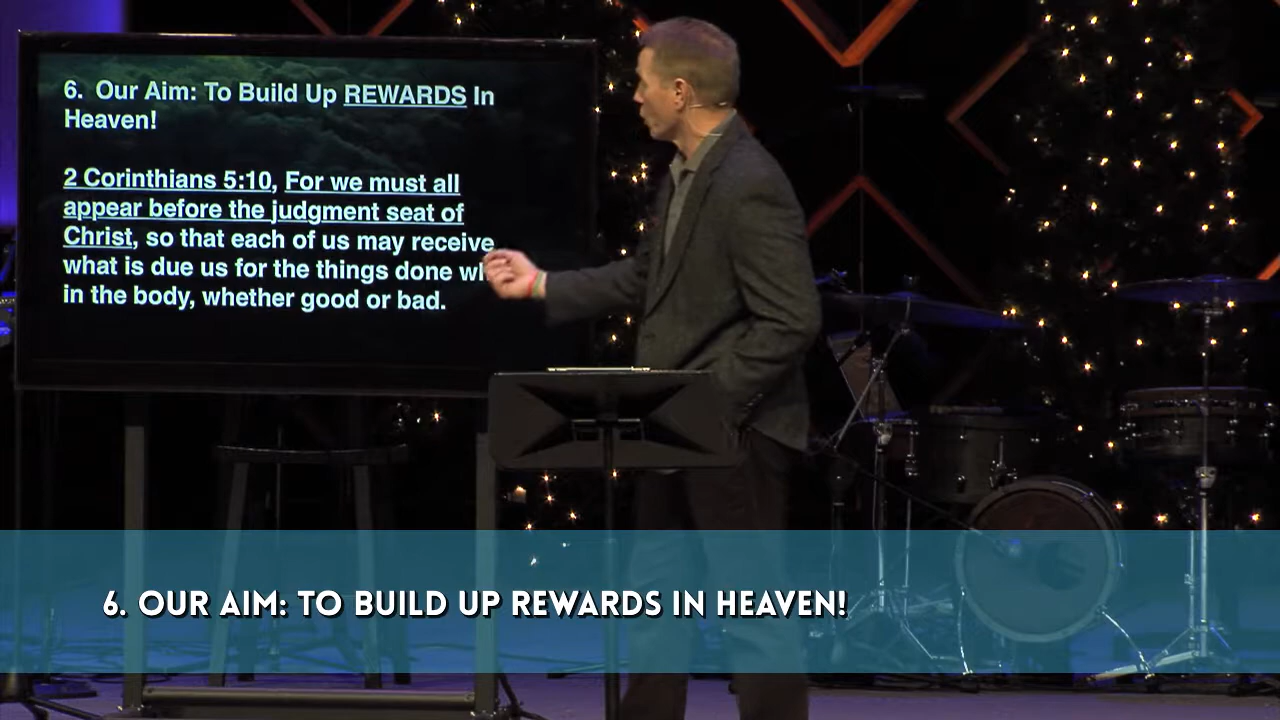 6. Our Aim: To Build Up REWARDS In
Heaven!
2 Corinthians 5:10, For we must all
appear before the judgment seat of
Christ, so that each of us may receive
what is due us for the things done
in the body, whether good or bad.
6. OUR AIM: TO BUILD UP REWARDS IN HEAVEN!